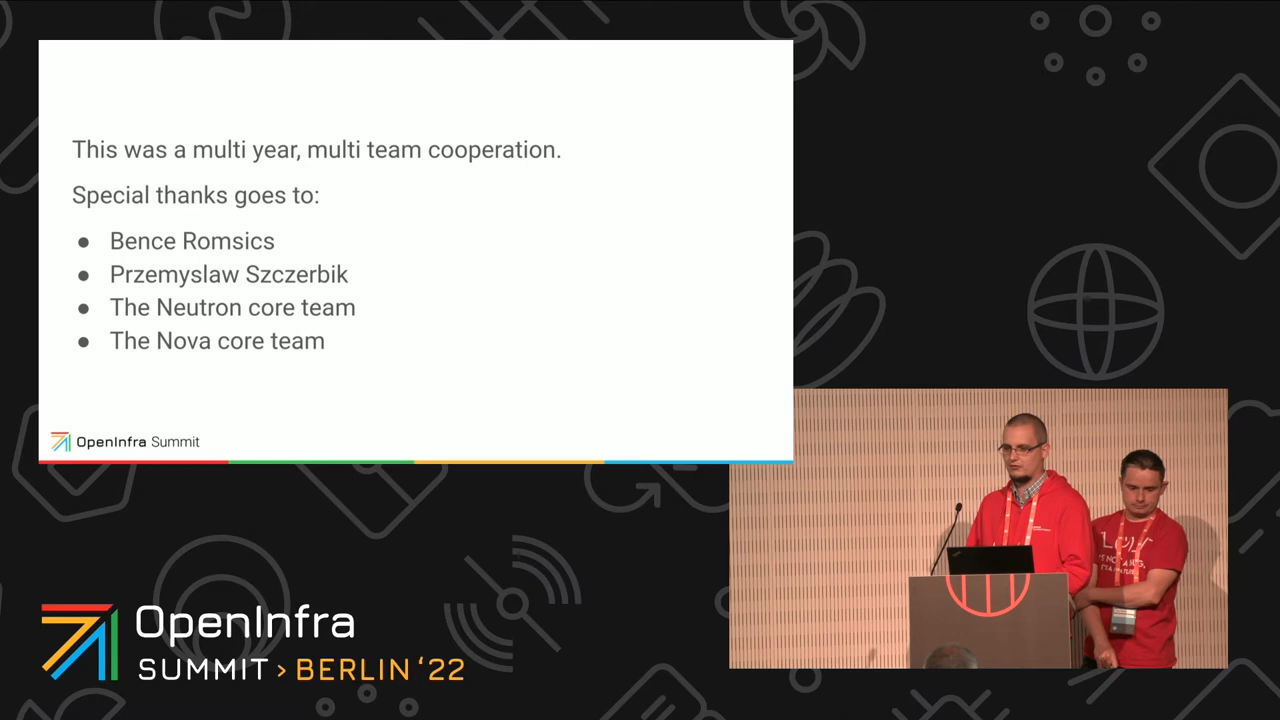 This was a multi year, multi team cooperation.
Special thanks goes to:
● Bence Romsics
● Przemyslaw Szczerbik
● The Neutron core team
● The Nova core team
OpenInfra Summit
OpenInfra
SUMMIT > BERLIN ‘22